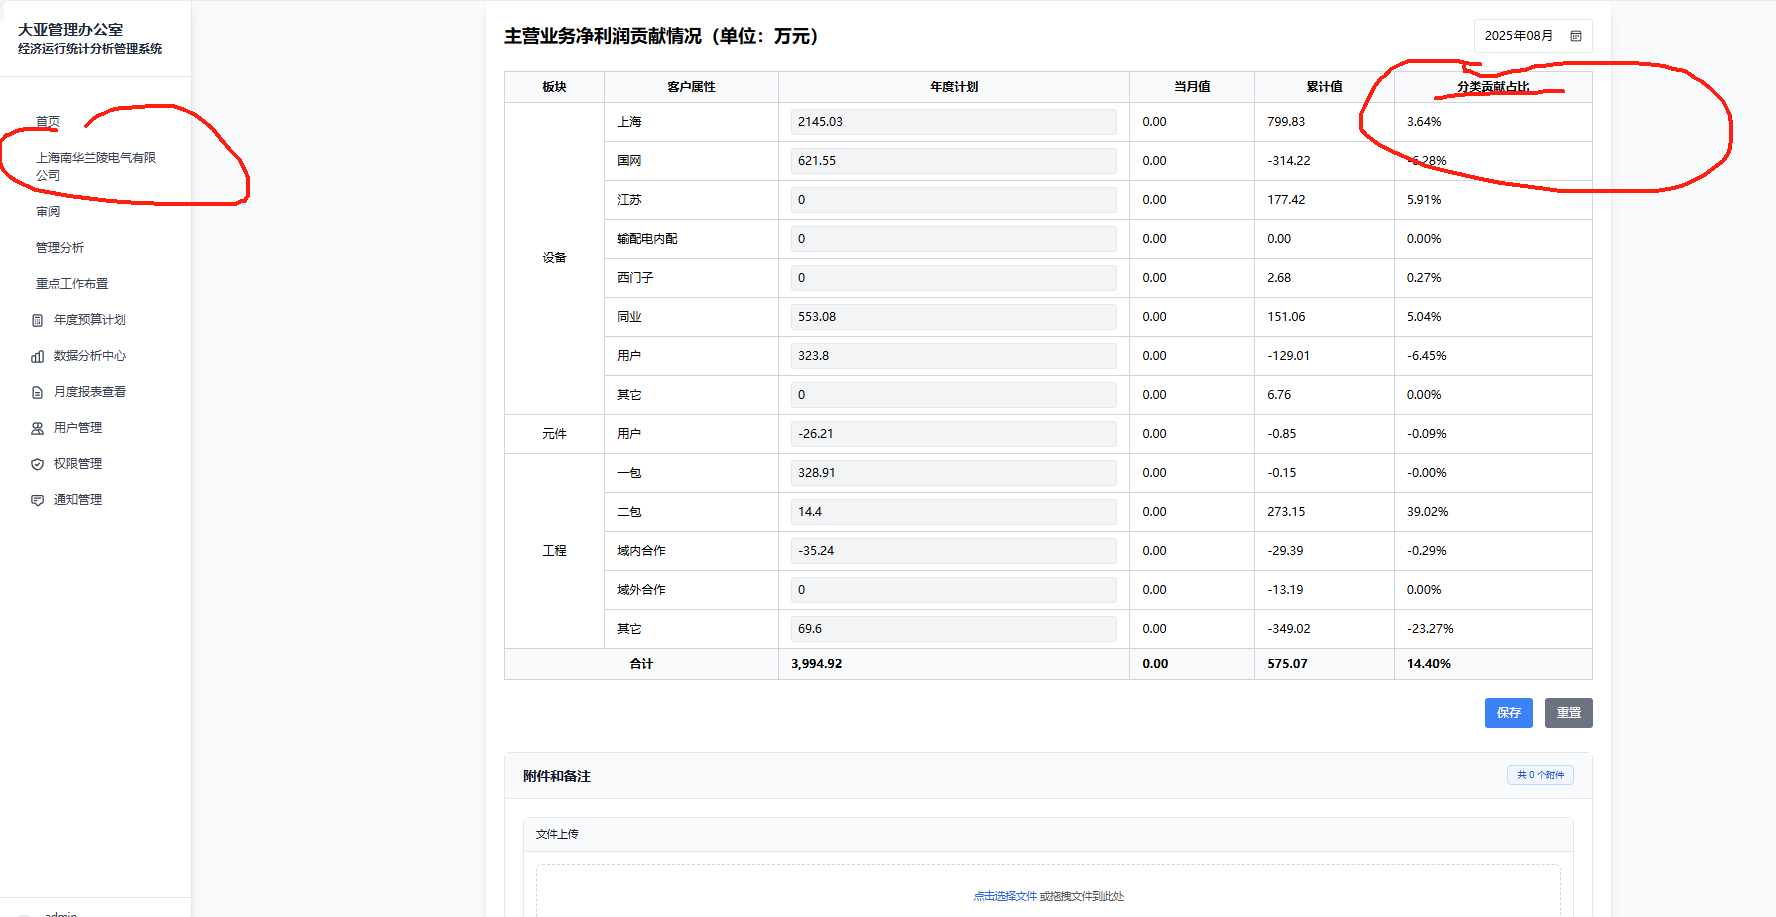 大亚管理办公室
经济运行统计分析管理系统
首页
上海南华兰陵电气有限
公司
审阅
管理分析
重点工作布置
年度预算计划
数据分析中心
月度报表查看
用户管理
权限管理
通知管理
admin
主营业务净利润贡献情况（单位：万元）
2025年08月
板块 客户属性 年度计划 当月值 累计值 分类贡献占比
设备 上海 2145.03 0.00 799.83 3.64%
国网 621.55 0.00 -314.22 -6.28%
江苏 0 0.00 177.42 5.91%
输配电内配 0 0.00 0.00 0.00%
西门子 0 0.00 2.68 0.27%
同业 553.08 0.00 151.06 5.04%
用户 323.8 0.00 -129.01 -6.45%
其它 0 0.00 6.76 0.00%
元件 用户 -26.21 0.00 -0.85 -0.09%
工程 一包 328.91 0.00 -0.15 -0.00%
二包 14.4 0.00 273.15 39.02%
域内合作 -35.24 0.00 -29.39 -0.29%
域外合作 0 0.00 -13.19 0.00%
其它 69.6 0.00 -349.02 -23.27%
合计 3,994.92 0.00 575.07 14.40%
保存 重置
附件和备注
共 0 个附件
文件上传
点击选择文件 或拖拽文件到此处